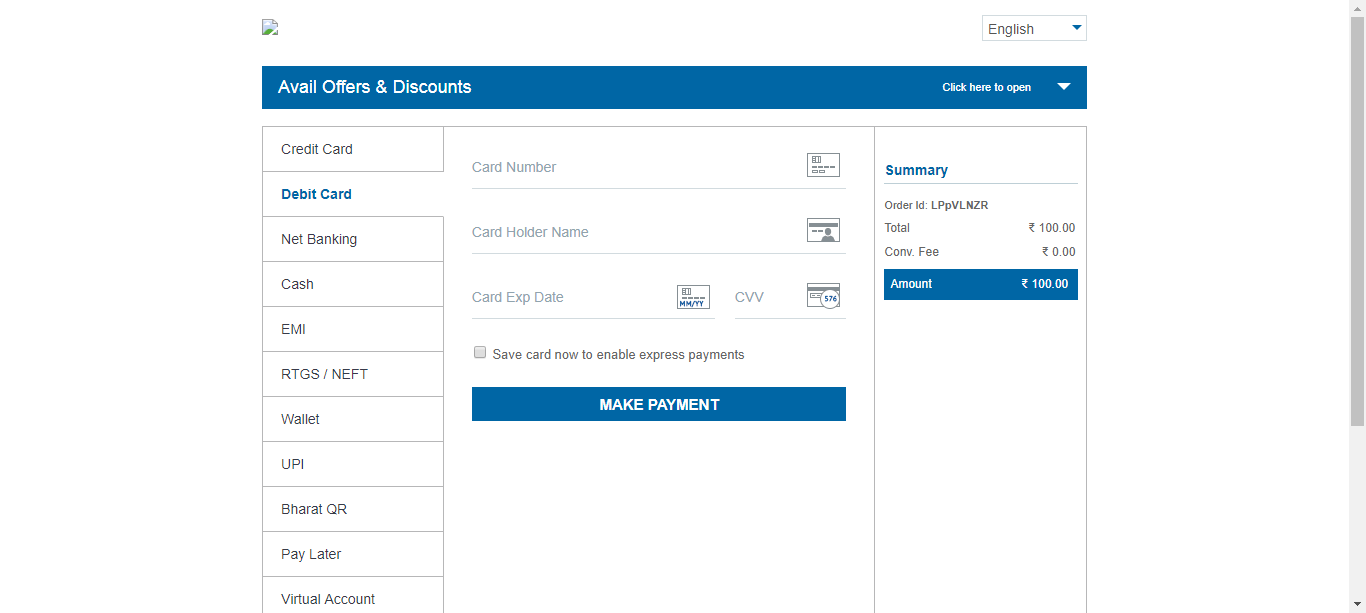 English
Avail Offers & Discounts
Click here to open
Credit Card
Debit Card
Net Banking
Cash
EMI
RTGS / NEFT
Wallet
UPI
Bharat QR
Pay Later
Virtual Account
Card Number
Card Holder Name
Card Exp Date
MM/YY
CVV
576
Save card now to enable express payments
MAKE PAYMENT
Summary
Order Id: LPpVLNZR
Total ₹ 100.00
Conv. Fee ₹ 0.00
Amount ₹ 100.00